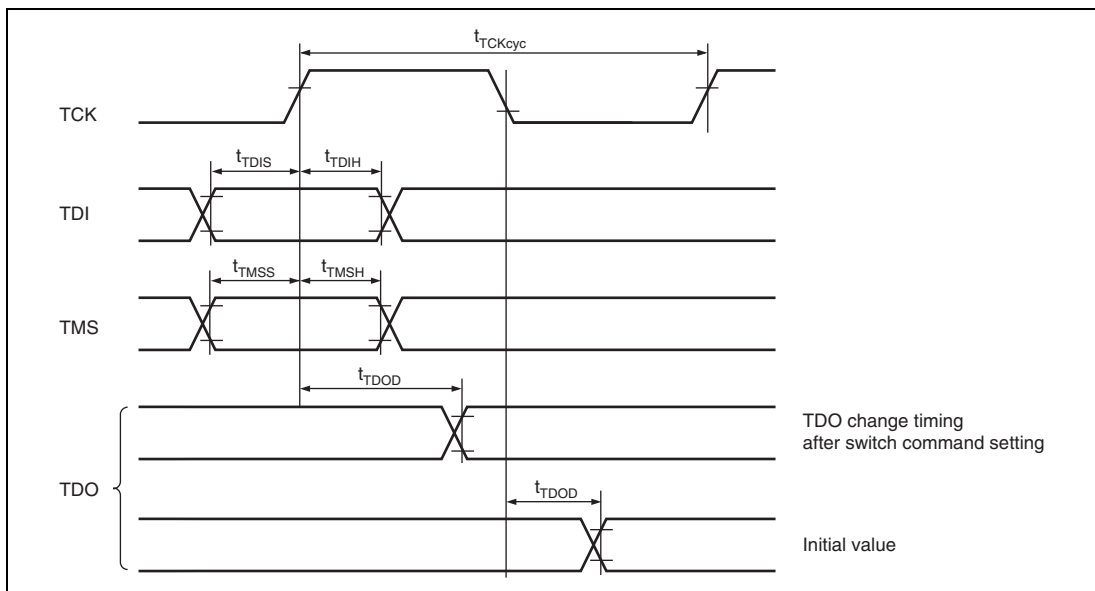 tTCKcyc
TCK
tTDIS
tTDIH
TDI
tTMSS
tTMSH
TMS
tTDOD
TDO change timing
after switch command setting
TDO
tTDOD
Initial value